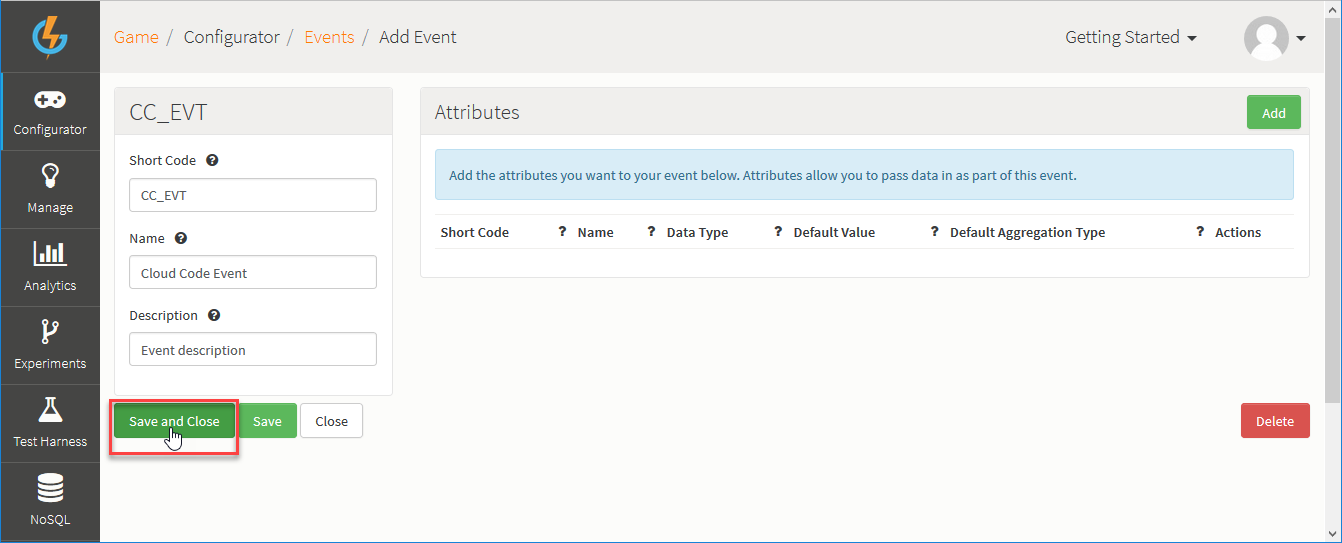 Game / Configurator / Events / Add Event
Getting Started
Configurator
Manage
Analytics
Experiments
Test Harness
NoSQL
CC_EVT
Short Code ?
CC_EVT
Name ?
Cloud Code Event
Description ?
Event description
Save and Close Save Close
Attributes
Add
Add the attributes you want to your event below. Attributes allow you to pass data in as part of this event.
Short Code ? Name ? Data Type ? Default Value ? Default Aggregation Type ? Actions
Delete